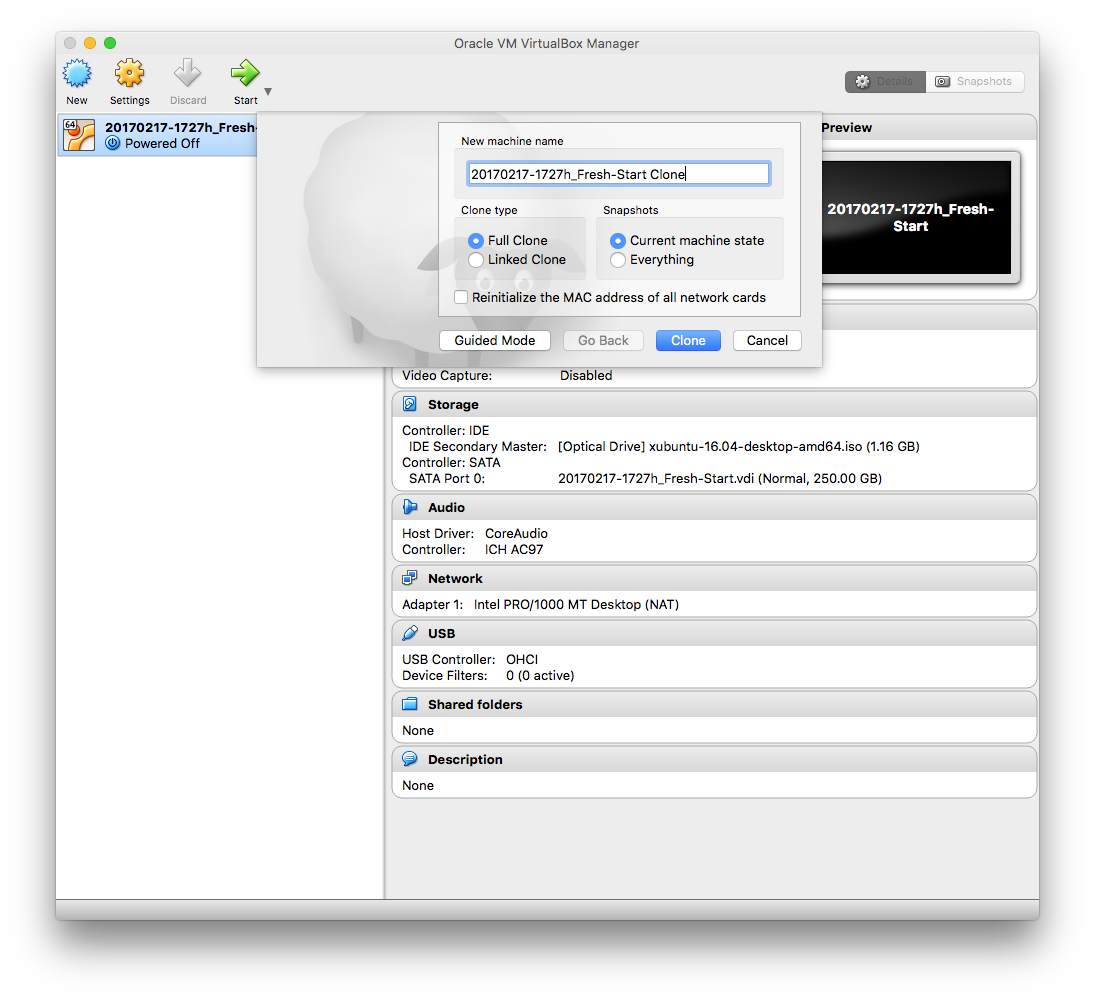 Oracle VM VirtualBox Manager
New
Settings
Discard
Start
Details
Snapshots
64
20170217-1727h_Fresh-
Powered Off
New machine name
20170217-1727h_Fresh-Start Clone
Clone type
Snapshots
Full Clone
Current machine state
Linked Clone
Everything
Reinitialize the MAC address of all network cards
Guided Mode
Go Back
Clone
Cancel
Preview
20170217-1727h_Fresh-
Start
Video Capture: Disabled
Storage
Controller: IDE
IDE Secondary Master: [Optical Drive] xubuntu-16.04-desktop-amd64.iso (1.16 GB)
Controller: SATA
SATA Port 0: 20170217-1727h_Fresh-Start.vdi (Normal, 250.00 GB)
Audio
Host Driver: CoreAudio
Controller: ICH AC97
Network
Adapter 1: Intel PRO/1000 MT Desktop (NAT)
USB
USB Controller: OHCI
Device Filters: 0 (0 active)
Shared folders
None
Description
None